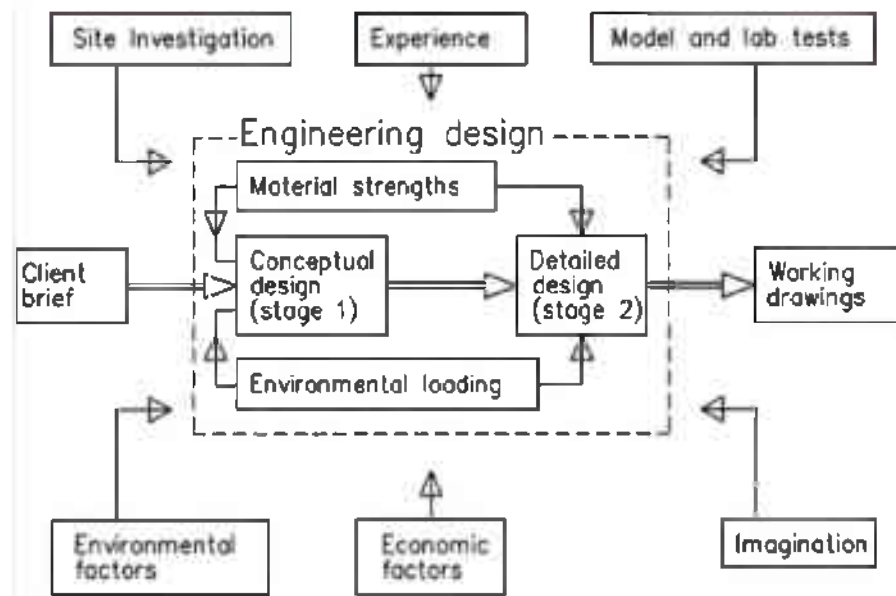 Site Investigation
Experience
Model and lab tests
Engineering design
Material strengths
Client
brief
Conceptual
design
(stage 1)
Detailed
design
(stage 2)
Working
drawings
Environmental loading
Environmental
factors
Economic
factors
Imagination